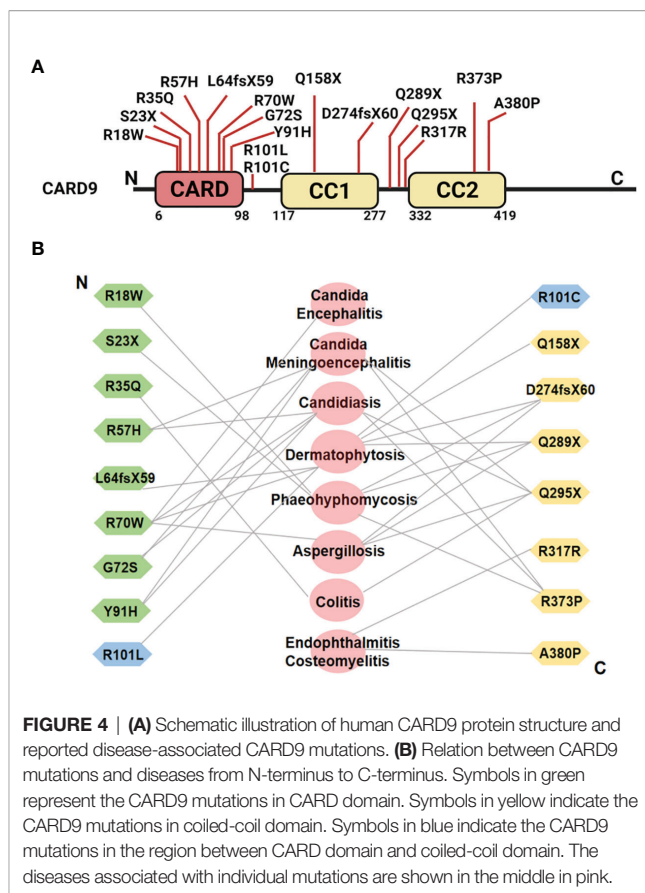 A
R57H
L64fsX59
R35Q
R70W
S23X
G72S
R18W
Y91H
R101L
R101C
Q158X
D274fsX60
Q289X
Q295X
R317R
R373P
A380P
CARD9
N
CARD
CC1
CC2
C
6
98
117
277
332
419
B
N
R18W
S23X
R35Q
R57H
L64fsX59
R70W
G72S
Y91H
R101L
Candida
Encephalitis
Candida
Meningoencephalitis
Candidiasis
Dermatophytosis
Phaeohyphomycosis
Aspergillosis
Colitis
Endophthalmitis
Costeomyelitis
R101C
Q158X
D274fsX60
Q289X
Q295X
R317R
R373P
A380P
C
FIGURE 4 | (A) Schematic illustration of human CARD9 protein structure and
reported disease-associated CARD9 mutations. (B) Relation between CARD9
mutations and diseases from N-terminus to C-terminus. Symbols in green
represent the CARD9 mutations in CARD domain. Symbols in yellow indicate the
CARD9 mutations in coiled-coil domain. Symbols in blue indicate the CARD9
mutations in the region between CARD domain and coiled-coil domain. The
diseases associated with individual mutations are shown in the middle in pink.